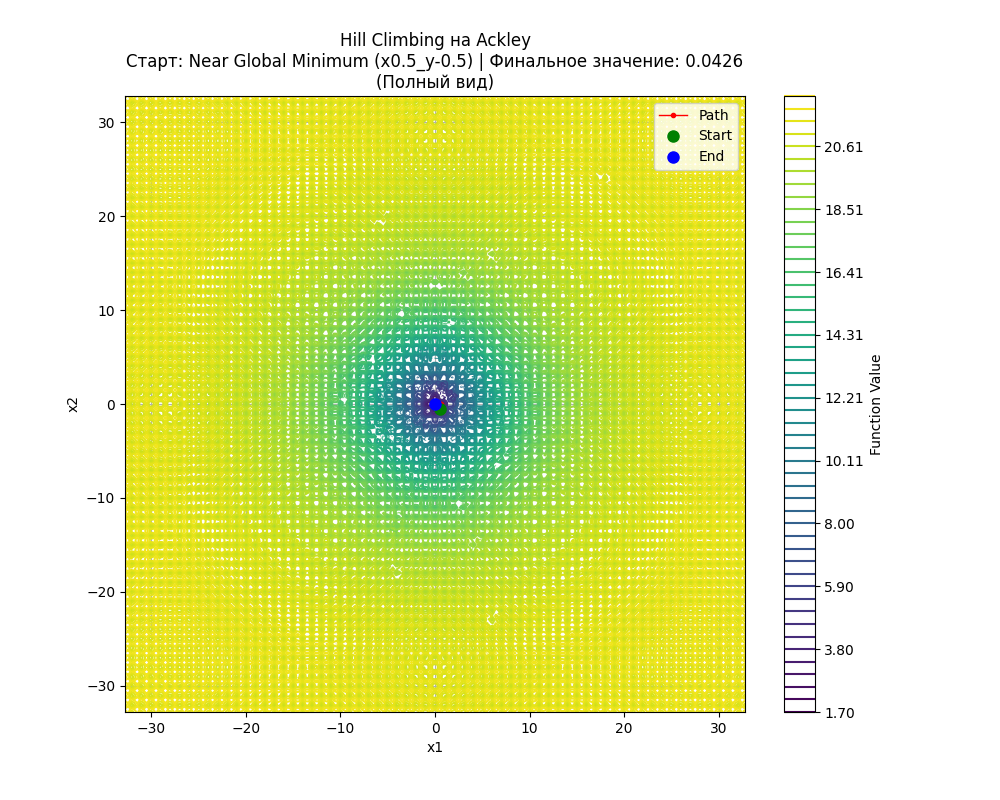 Hill Climbing на Ackley
Старт: Near Global Minimum (x0.5_y-0.5) | Финальное значение: 0.0426
(Полный вид)
Path
Start
End
30
20
10
0
−10
−20
−30
x2
−30
−20
−10
0
10
20
30
x1
20.61
18.51
16.41
14.31
12.21
10.11
8.00
5.90
3.80
1.70
Function Value